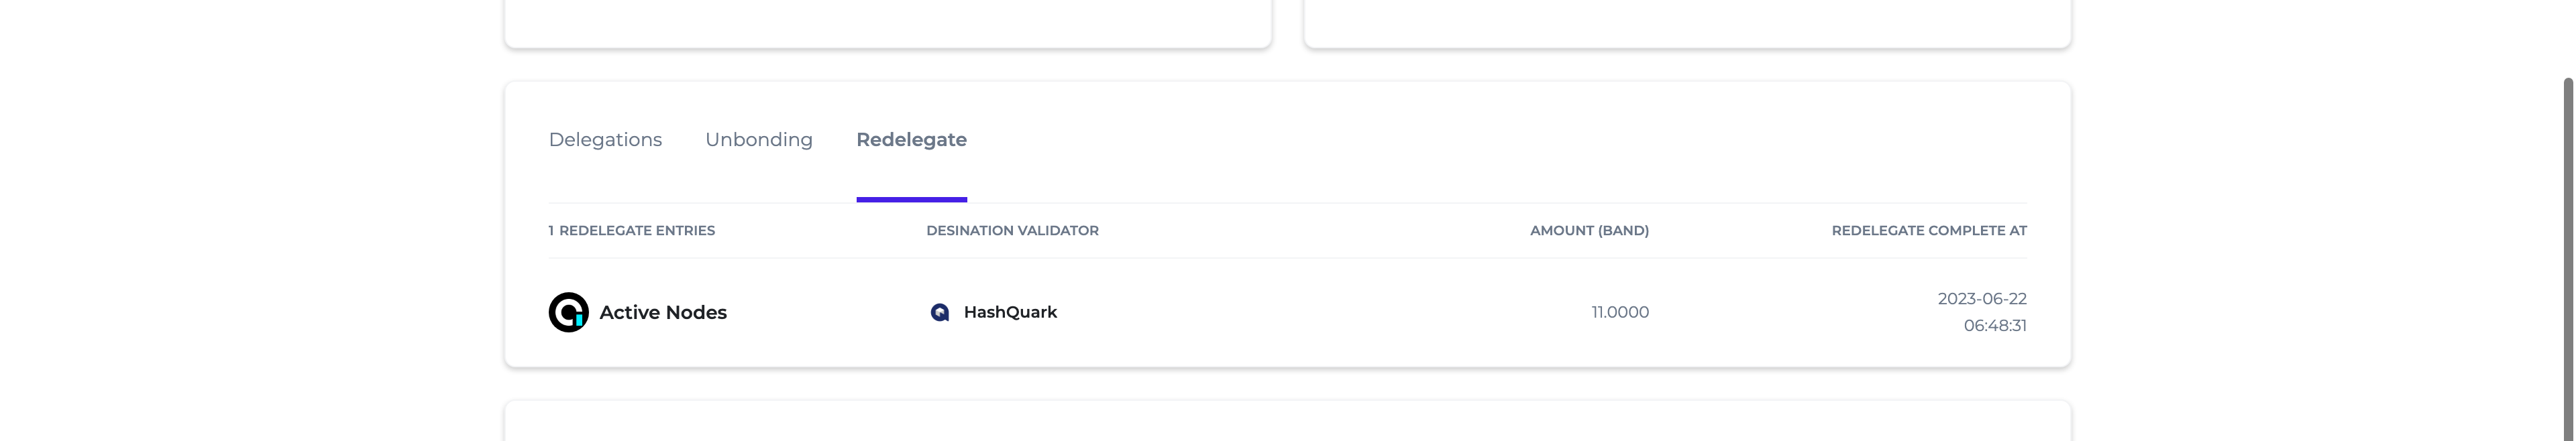 Delegations Unbonding Redelegate
1 REDELEGATE ENTRIES DESINATION VALIDATOR AMOUNT (BAND) REDELEGATE COMPLETE AT
Active Nodes HashQuark 11.0000 2023-06-22
06:48:31